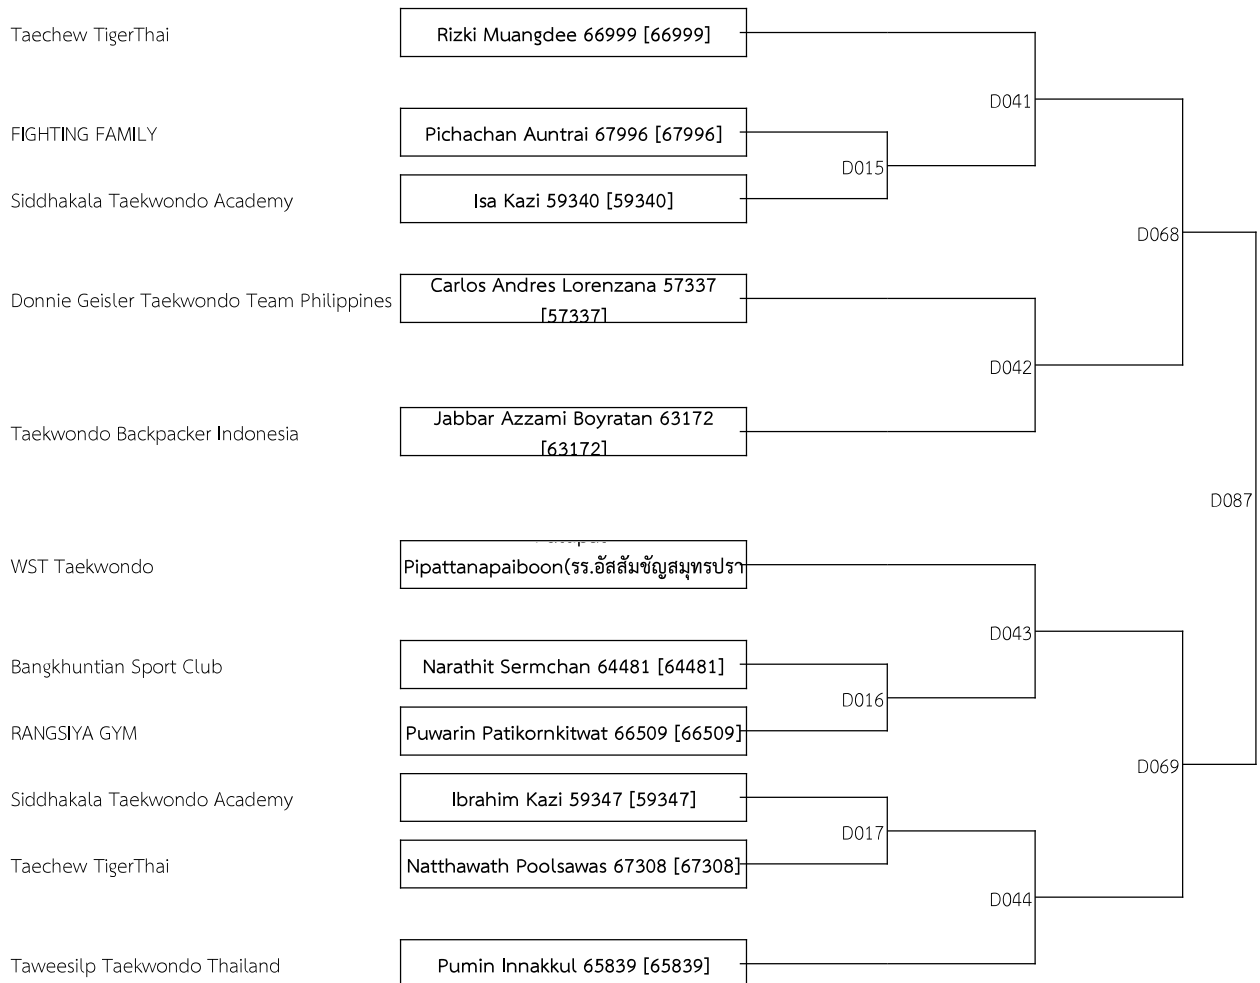 Taechew TigerThai
Rizki Muangdee 66999 [66999]
D041
FIGHTING FAMILY
Pichachan Auntrai 67996 [67996]
D015
Siddhakala Taekwondo Academy
Isa Kazi 59340 [59340]
D068
Donnie Geisler Taekwondo Team Philippines
Carlos Andres Lorenzana 57337
[57337]
D042
Taekwondo Backpacker Indonesia
Jabbar Azzami Boyratan 63172
[63172]
D087
WST Taekwondo
Pipattanapaiboon(รร.อัสสัมชัญสมุทรปรา
D043
Bangkhuntian Sport Club
Narathit Sermchan 64481 [64481]
D016
RANGSIYA GYM
Puwarin Patikornkitwat 66509 [66509]
D069
Siddhakala Taekwondo Academy
Ibrahim Kazi 59347 [59347]
D017
Taechew TigerThai
Natthawath Poolsawas 67308 [67308]
D044
Taweesilp Taekwondo Thailand
Pumin Innakkul 65839 [65839]